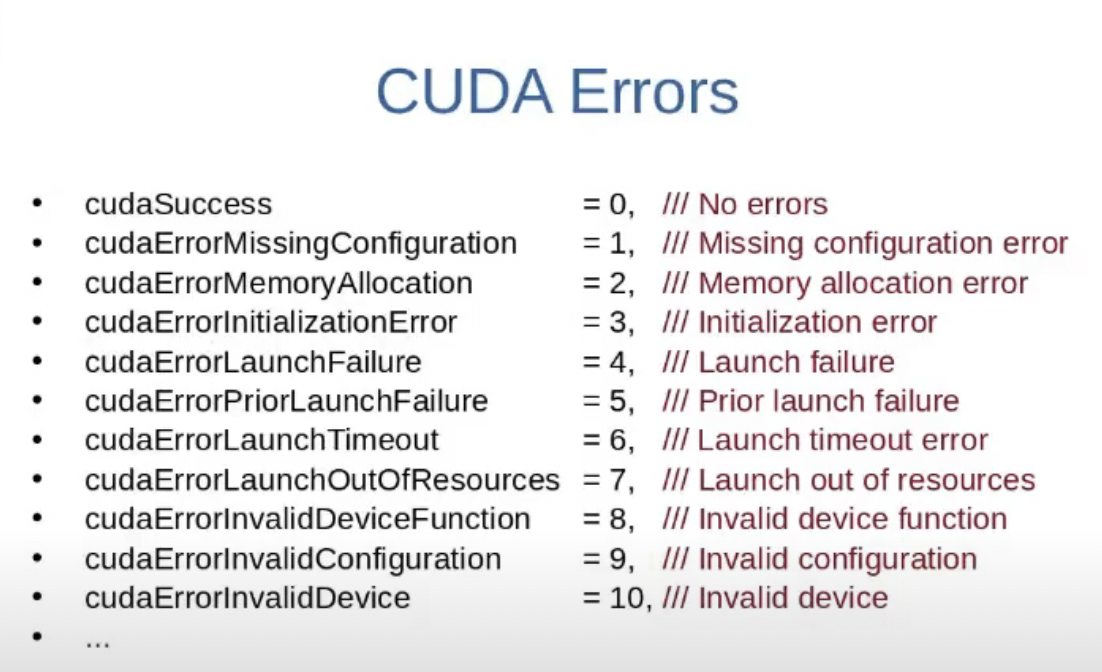 CUDA Errors
• cudaSuccess = 0, /// No errors
• cudaErrorMissingConfiguration = 1, /// Missing configuration error
• cudaErrorMemoryAllocation = 2, /// Memory allocation error
• cudaErrorInitializationError = 3, /// Initialization error
• cudaErrorLaunchFailure = 4, /// Launch failure
• cudaErrorPriorLaunchFailure = 5, /// Prior launch failure
• cudaErrorLaunchTimeout = 6, /// Launch timeout error
• cudaErrorLaunchOutOfResources = 7, /// Launch out of resources
• cudaErrorInvalidDeviceFunction = 8, /// Invalid device function
• cudaErrorInvalidConfiguration = 9, /// Invalid configuration
• cudaErrorInvalidDevice = 10, /// Invalid device
• ...